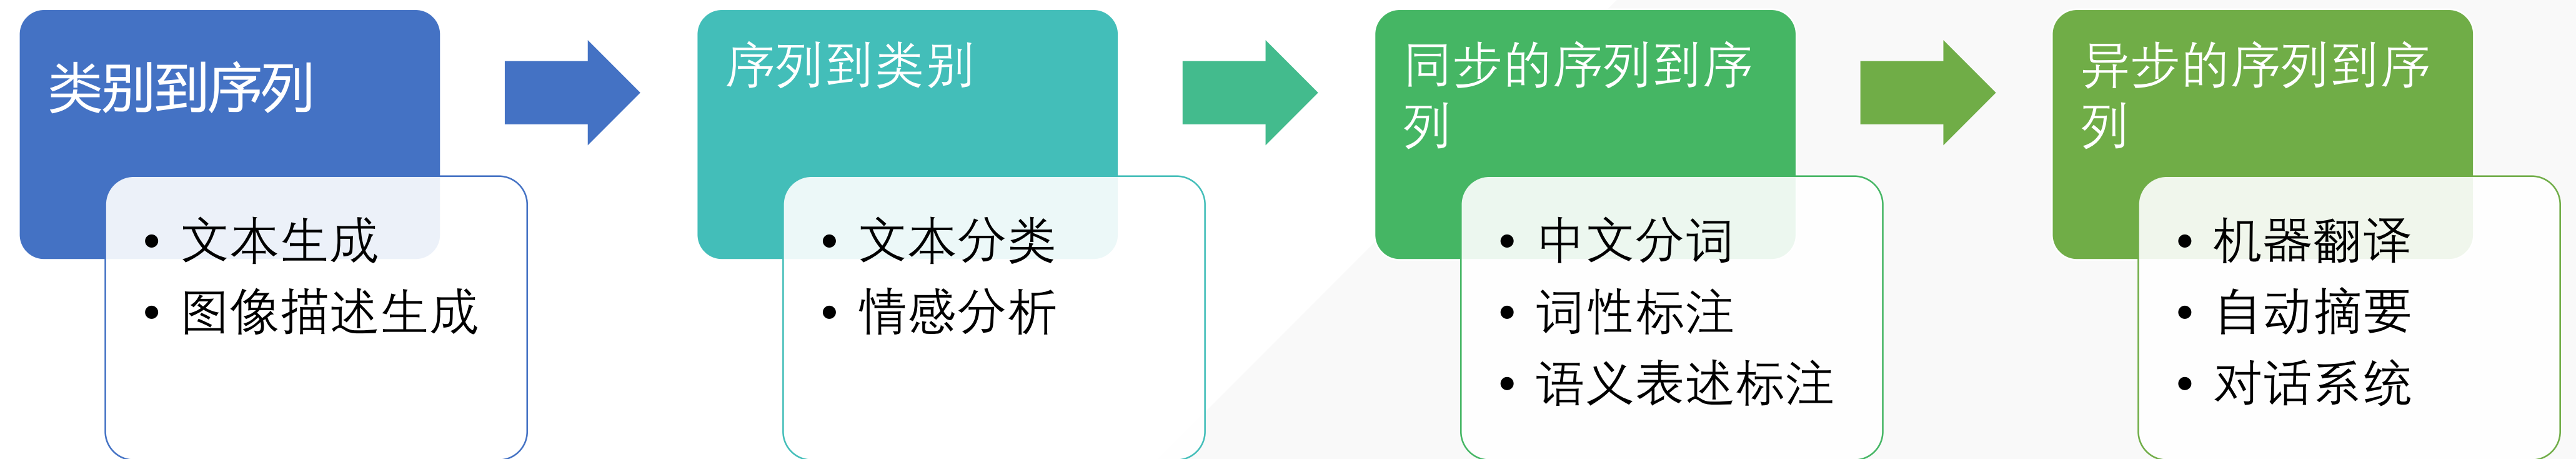 类别到序列
• 文本生成
• 图像描述生成
序列到类别
• 文本分类
• 情感分析
同步的序列到序
列
• 中文分词
• 词性标注
• 语义表述标注
异步的序列到序
列
• 机器翻译
• 自动摘要
• 对话系统